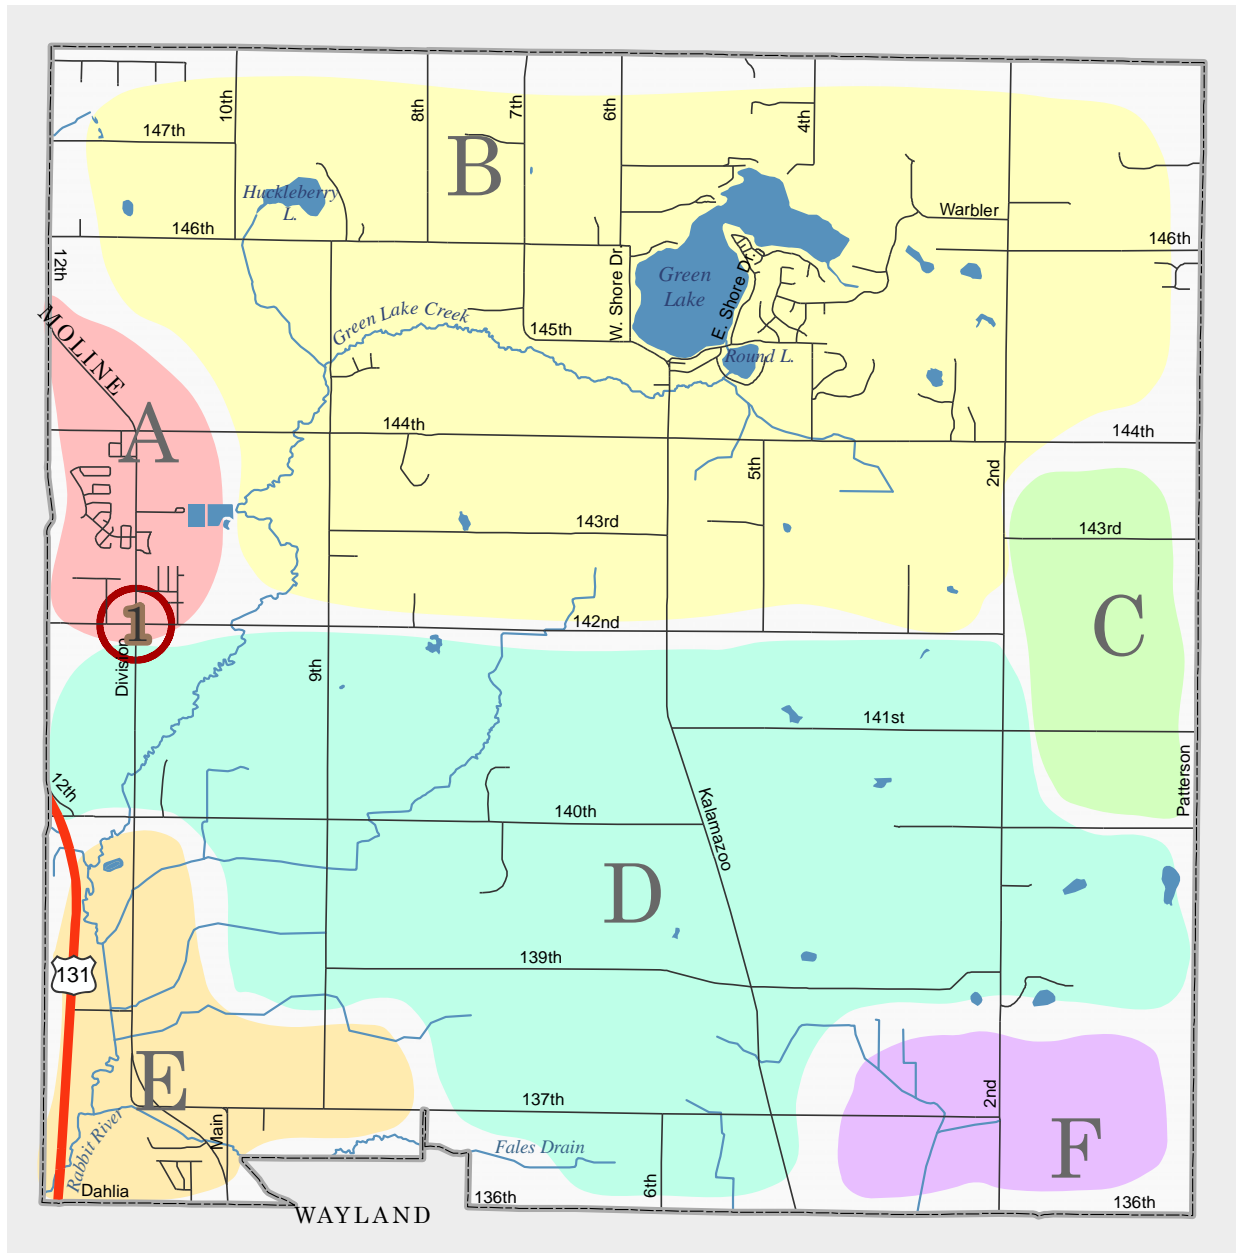 10th
8th
7th
6th
4th
147th
B
Huckleberry
L.
Warbler
146th
146th
12th
W. Shore Dr.
Green
Lake
E. Shore Dr.
MOLINE
Green Lake Creek
145th
Round L.
A
144th
144th
5th
2nd
143rd
143rd
1
142nd
C
Division
9th
141st
12th
Kalamazoo
Patterson
140th
D
131
139th
E
2nd
137th
Main
Rabbit River
F
Fales Drain
6th
Dahlia
136th
136th
WAYLAND